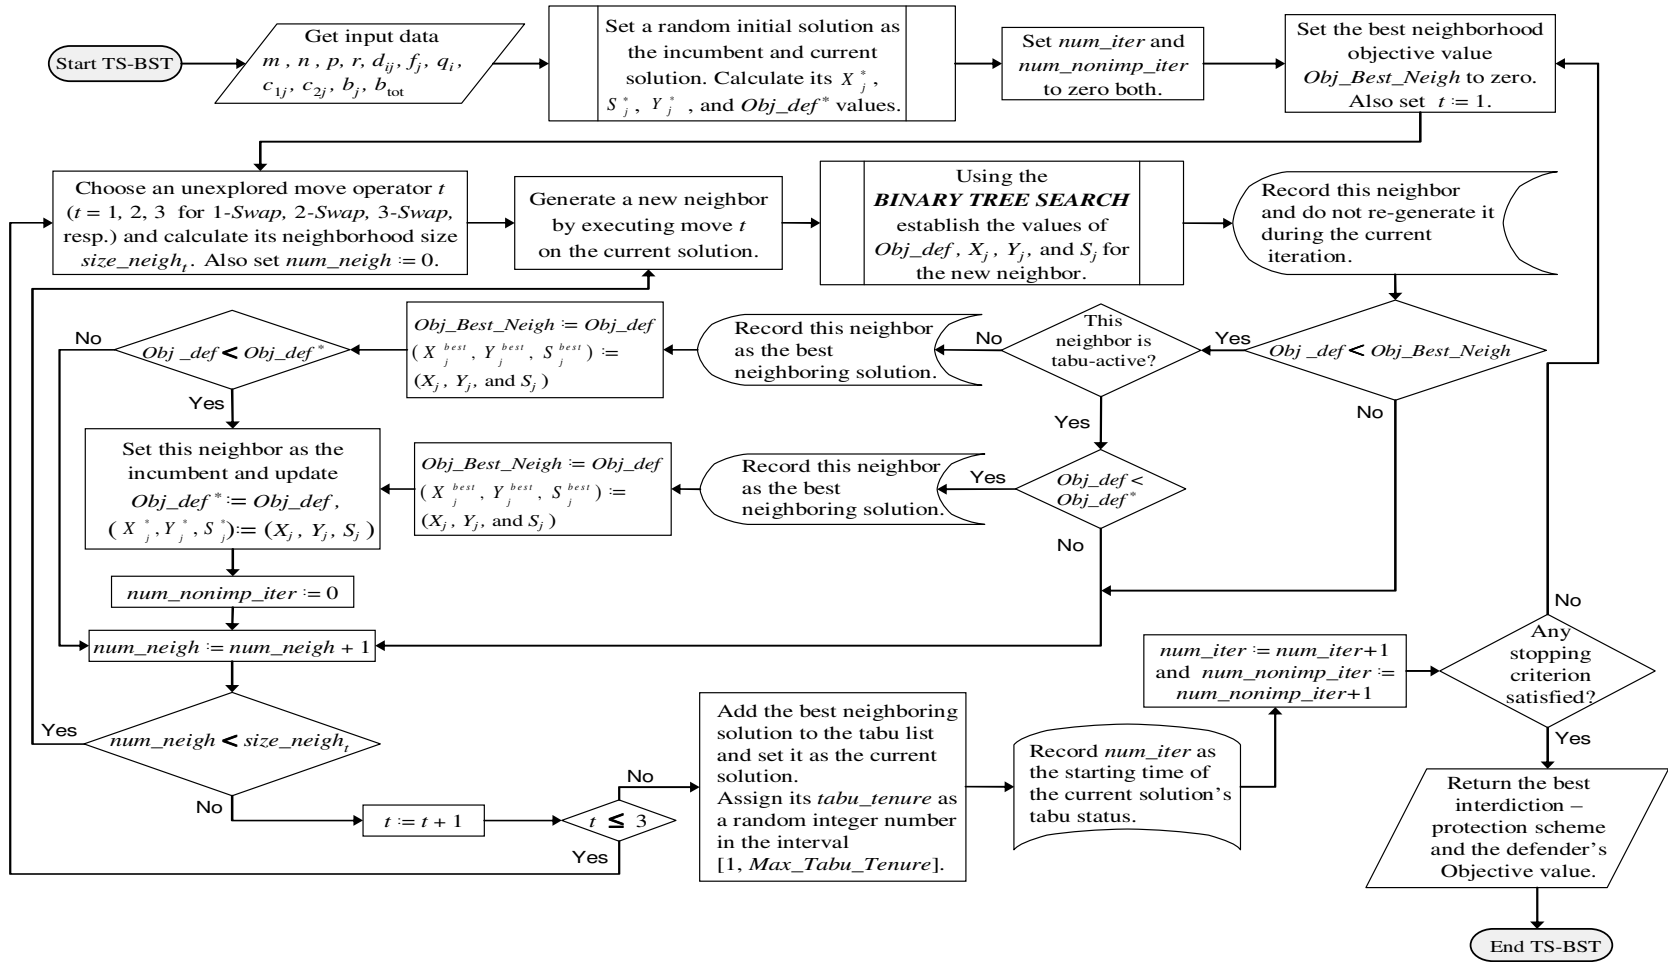 Start TS-BST
Get input data
m , n , p, r, d_ij, f_j, q_i,
c_1j, c_2j, b_j, b_tot
Set a random initial solution as
the incumbent and current
solution. Calculate its X_j^*,
S_j^*, Y_j^*, and Obj_def* values.
Set num_iter and
num_nonimp_iter
to zero both.
Set the best neighborhood
objective value
Obj_Best_Neigh to zero.
Also set t := 1.
Choose an unexplored move operator t
(t = 1, 2, 3 for 1-Swap, 2-Swap, 3-Swap,
resp.) and calculate its neighborhood size
size_neigh_t. Also set num_neigh := 0.
Generate a new neighbor
by executing move t
on the current solution.
Using the
BINARY TREE SEARCH
establish the values of
Obj_def, X_j, Y_j, and S_j for
the new neighbor.
Record this neighbor
and do not re-generate it
during the current
iteration.
Obj_def < Obj_Best_Neigh
Yes
No
This
neighbor is
tabu-active?
No
Yes
Record this neighbor
as the best
neighboring solution.
Obj_Best_Neigh := Obj_def
(X_j^best, Y_j^best, S_j^best) :=
(X_j, Y_j, and S_j)
Obj_def < Obj_def*
No
Yes
Obj_def <
Obj_def*
Yes
No
Record this neighbor
as the best
neighboring solution.
Obj_Best_Neigh := Obj_def
(X_j^best, Y_j^best, S_j^best) :=
(X_j, Y_j, and S_j)
Set this neighbor as the
incumbent and update
Obj_def* := Obj_def,
(X_j^*, Y_j^*, S_j^*) := (X_j, Y_j, S_j)
num_nonimp_iter := 0
num_neigh := num_neigh + 1
num_neigh < size_neigh_t
Yes
No
t := t + 1
t ≤ 3
No
Yes
Add the best neighboring
solution to the tabu list
and set it as the current
solution.
Assign its tabu_tenure as
a random integer number
in the interval
[1, Max_Tabu_Tenure].
Record num_iter as
the starting time of
the current solution's
tabu status.
num_iter := num_iter+1
and num_nonimp_iter :=
num_nonimp_iter+1
Any
stopping
criterion
satisfied?
No
Yes
Return the best
interdiction –
protection scheme
and the defender's
Objective value.
End TS-BST